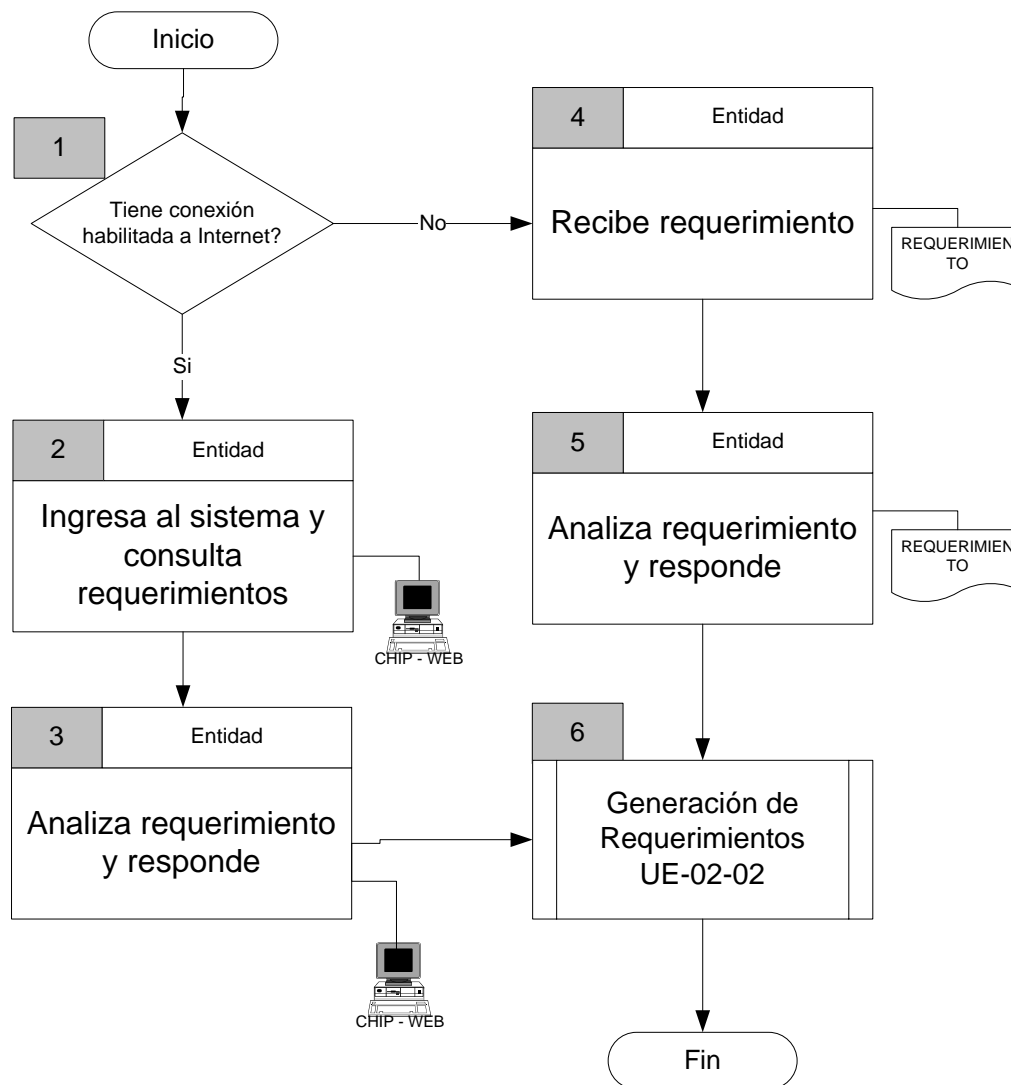 Inicio
1
Tiene conexión
habilitada a Internet?
No
Si
4
Entidad
Recibe requerimiento
REQUERIMIEN
TO
2
Entidad
Ingresa al sistema y
consulta
requerimientos
CHIP - WEB
5
Entidad
Analiza requerimiento
y responde
REQUERIMIEN
TO
3
Entidad
Analiza requerimiento
y responde
CHIP - WEB
6
Generación de
Requerimientos
UE-02-02
Fin